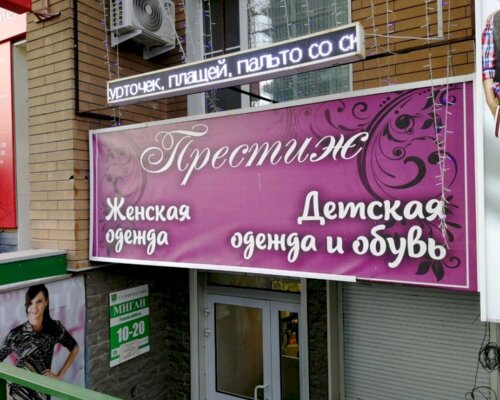 урточек, плащей, пальто со ск
Престиж
Женская
одежда
Детская
одежда и обувь
МИГАН
10-20